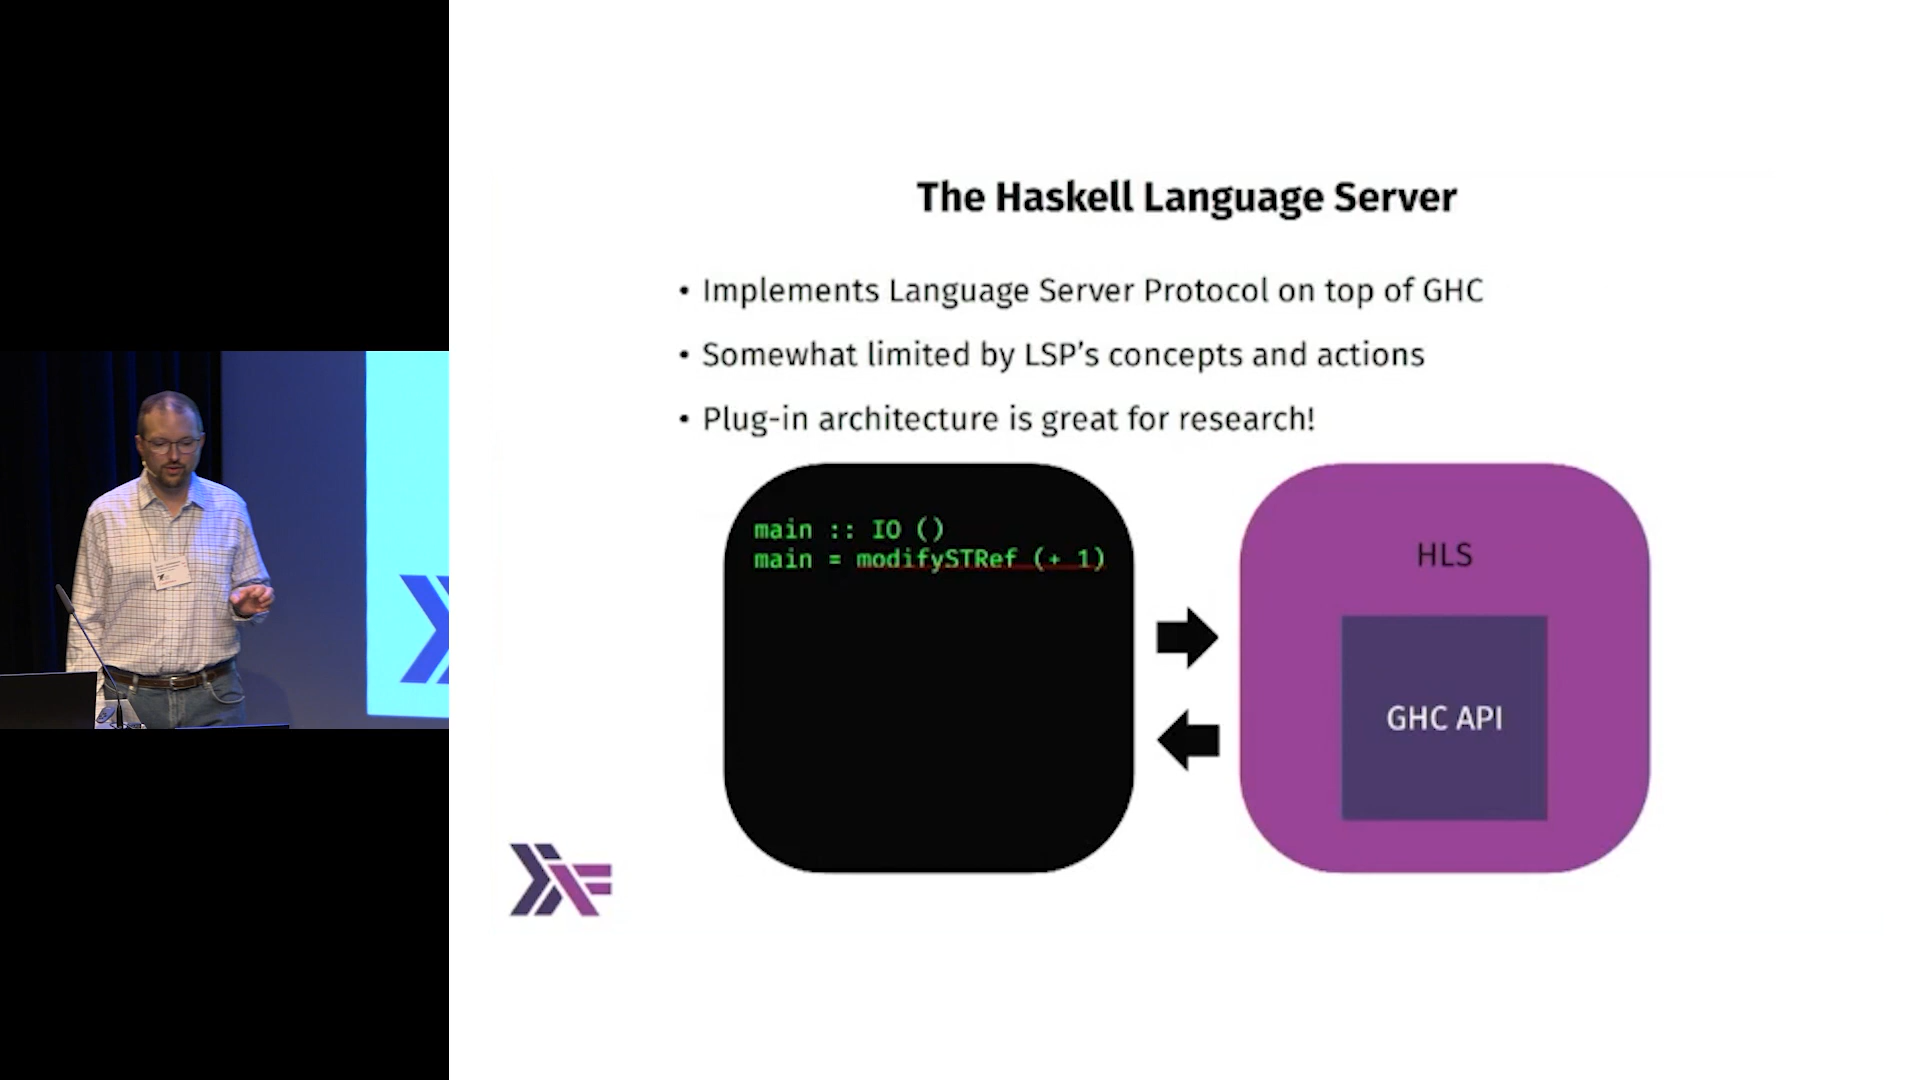 The Haskell Language Server
• Implements Language Server Protocol on top of GHC
• Somewhat limited by LSP’s concepts and actions
• Plug-in architecture is great for research!
main :: IO ()
main = modifySTRef (+ 1)
HLS
GHC API